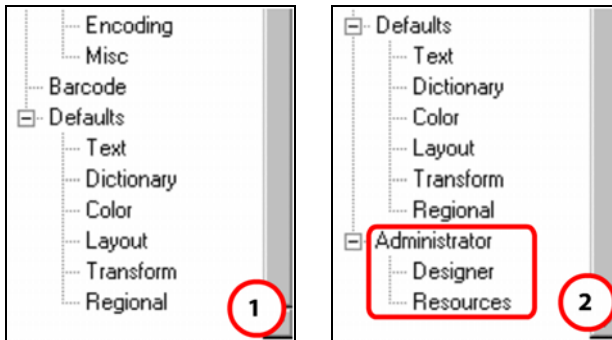 Encoding
Misc
Barcode
Defaults
Text
Dictionary
Color
Layout
Transform
Regional
1
Defaults
Text
Dictionary
Color
Layout
Transform
Regional
Administrator
Designer
Resources
2